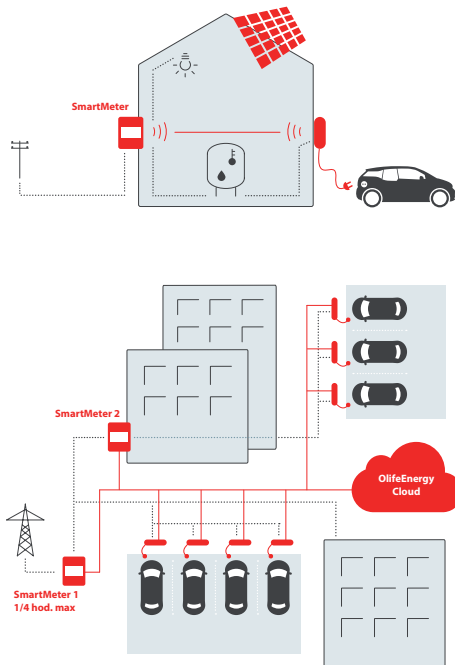 SmartMeter
SmartMeter 2
OlifeEnergy
Cloud
SmartMeter 1
1/4 hod. max